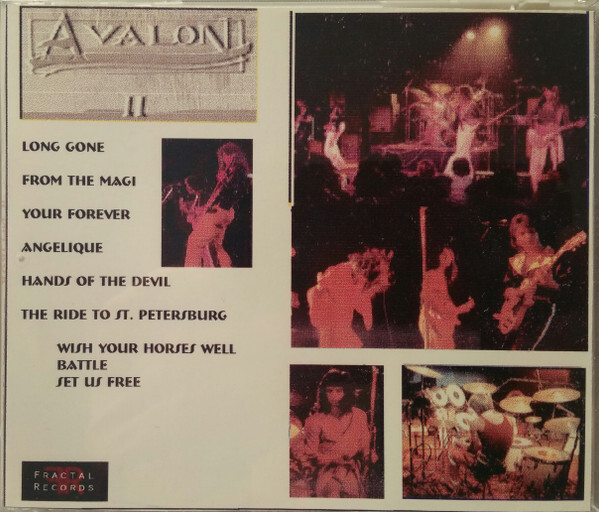 AVALON
II
LONG GONE
FROM THE MAGI
YOUR FOREVER
ANGELIQUE
HANDS OF THE DEVIL
THE RIDE TO ST. PETERSBURG
WISH YOUR HORSES WELL
BATTLE
SET US FREE
FRACTAL
RECORDS